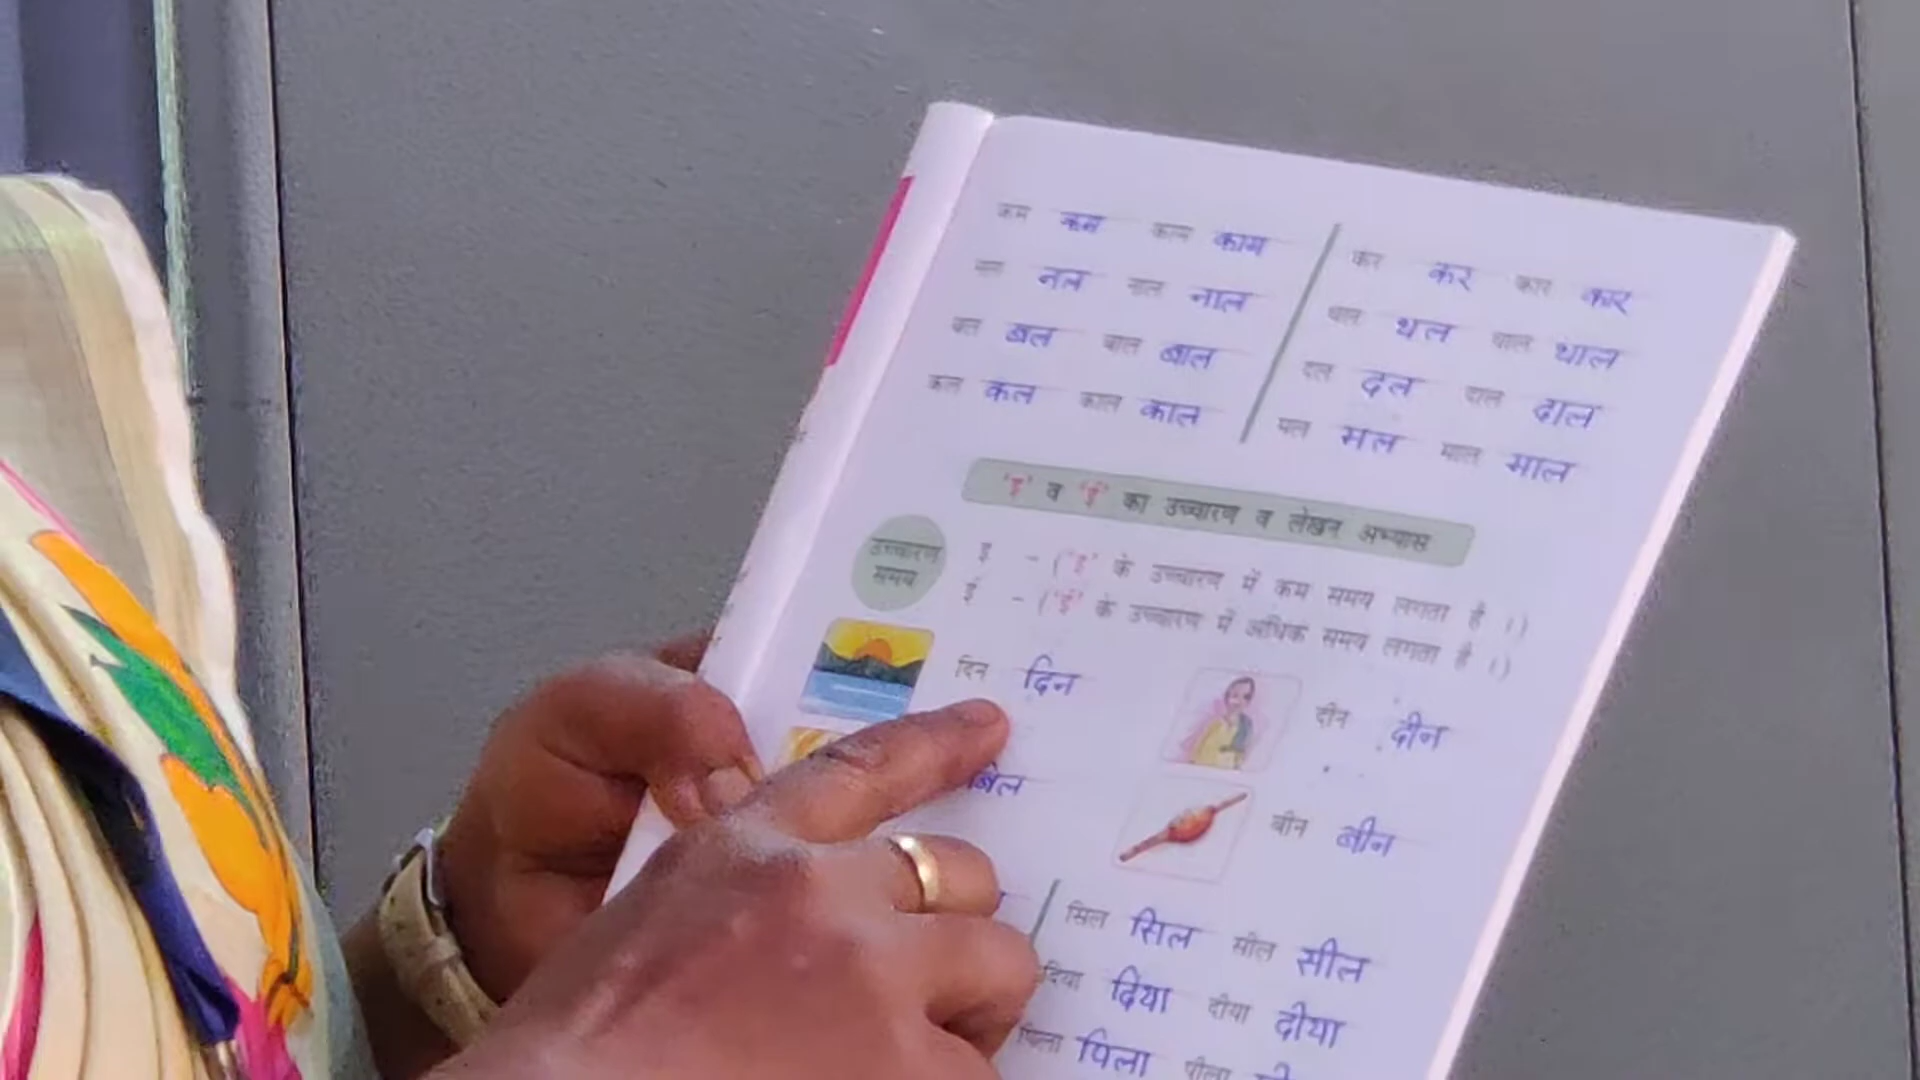 कम कम काम काम
कर कर कार कार
नल नल नाल नाल
थल थल थाल थाल
बल बल बाल बाल
दल दल दाल दाल
कल कल काल काल
मल मल माल माल
'इ' व 'ई' का उच्चारण व लेखन अभ्यास
उच्चारण समय
इ - ('इ' के उच्चारण में कम समय लगता है ।)
ई - ('ई' के उच्चारण में अधिक समय लगता है ।)
दिन दिन
दीन दीन
बिल
बीन बीन
सिल सिल सील सील
दिया दिया दीया दीया
पिला पिला पीला